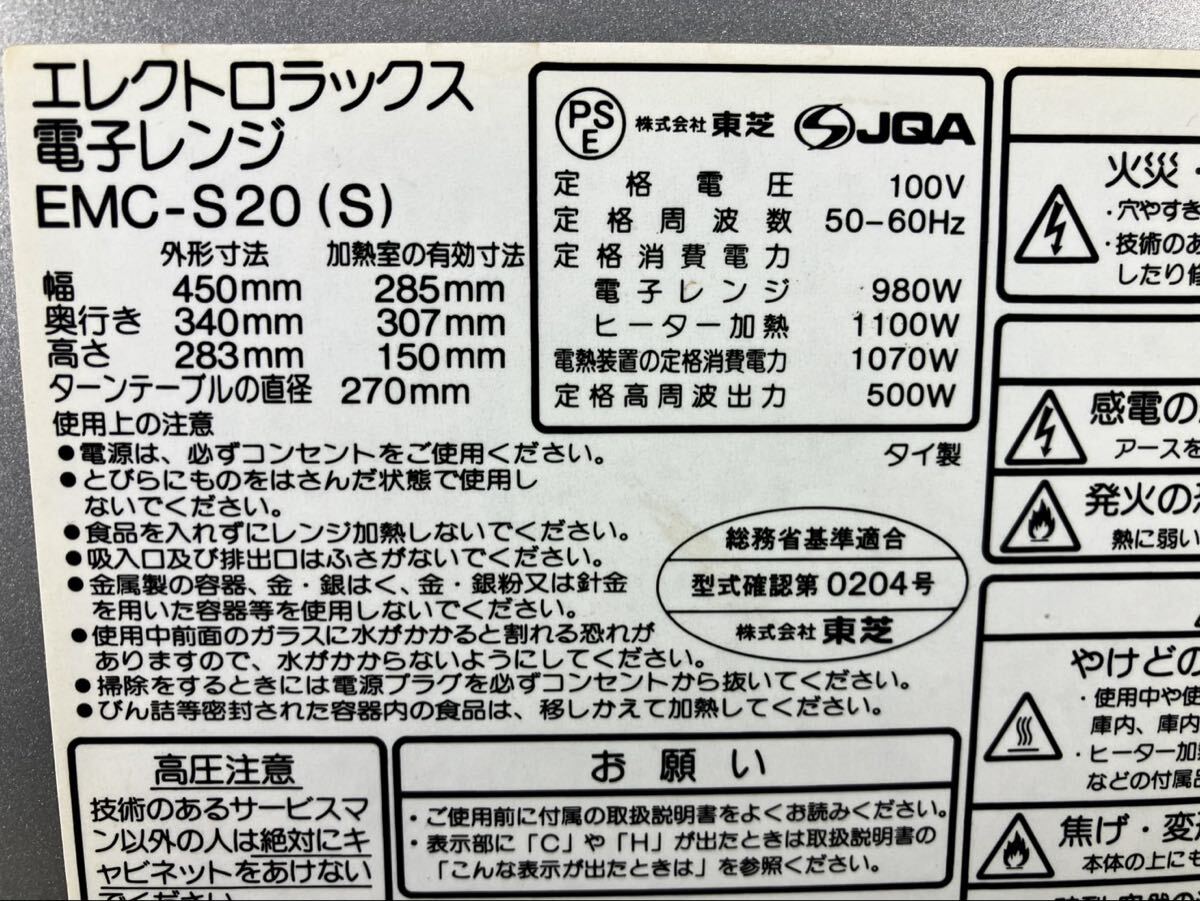 エレクトロラックス
電子レンジ
EMC-S20(S)
外形寸法 加熱室の有効寸法
幅 450mm 285mm
奥行き 340mm 307mm
高さ 283mm 150mm
ターンテーブルの直径 270mm
PSE 株式会社 東芝 JQA
定格電圧 100V
定格周波数 50-60Hz
定格消費電力
電子レンジ 980W
ヒーター加熱 1100W
電熱装置の定格消費電力 1070W
定格高周波出力 500W
タイ製
使用上の注意
●電源は、必ずコンセントをご使用ください。
●とびらにものをはさんだ状態で使用し
ないでください。
●食品を入れずにレンジ加熱しないでください。
●吸入口及び排出口はふさがないでください。
●金属製の容器、金・銀はく、金・銀粉又は針金
を用いた容器等を使用しないでください。
●使用中前面のガラスに水がかかると割れる恐れが
ありますので、水がかからないようにしてください。
●掃除をするときには電源プラグを必ずコンセントから抜いてください。
●びん詰等密封された容器内の食品は、移しかえて加熱してください。
総務省基準適合
型式確認第0204号
株式会社 東芝
高圧注意
技術のあるサービスマ
ン以外の人は絶対にキ
ャビネットをあけない
でください
お願い
・ご使用前に付属の取扱説明書をよくお読みください。
・表示部に「C」や「H」が出たときは取扱説明書の
「こんな表示が出たときは」を参照ください。
火災・
・穴やすき
・技術のあ
したり修
感電の
アースを
発火の
熱に弱い
やけどの
・使用中や使
庫内、庫内
・ヒーター加
などの付属品
焦げ・変
本体の上にも